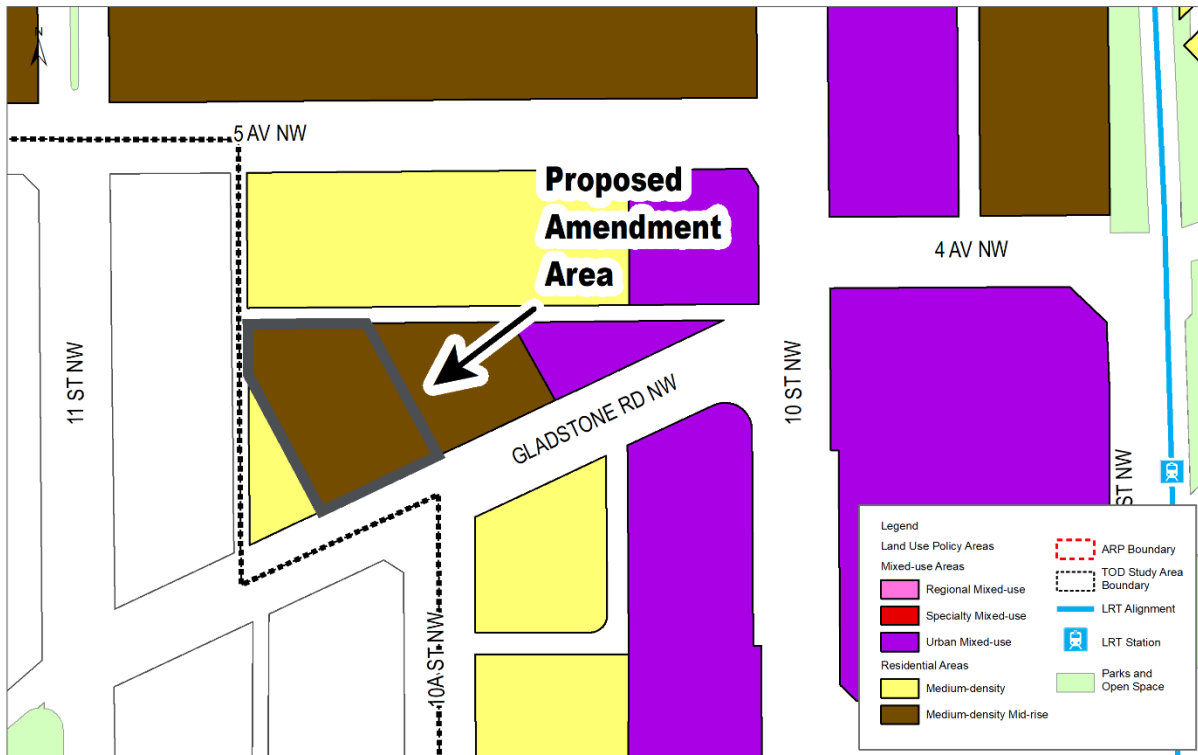 N
5 AV NW
Proposed
Amendment
Area
4 AV NW
11 ST NW
10 ST NW
GLADSTONE RD NW
10A ST NW
ST NW
Legend
Land Use Policy Areas
Mixed-use Areas
Regional Mixed-use
Specialty Mixed-use
Urban Mixed-use
Residential Areas
Medium-density
Medium-density Mid-rise
ARP Boundary
TOD Study Area
Boundary
LRT Alignment
LRT Station
Parks and
Open Space